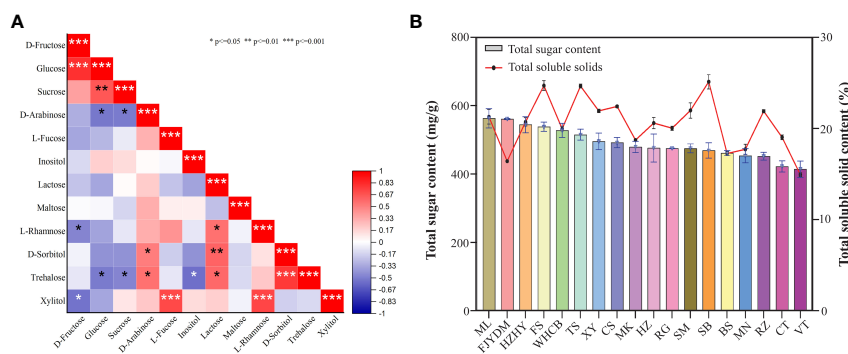 A
* p<=0.05 ** p<=0.01 *** p<=0.001
D-Fructose *** 
Glucose *** ***
Sucrose ** ***
D-Arabinose * * ***
L-Fucose ***
Inositol ***
Lactose ***
Maltose ***
L-Rhamnose * * ***
D-Sorbitol * ** ***
Trehalose * * * * * *** ***
Xylitol * *** *** ***
D-Fructose
Glucose
Sucrose
D-Arabinose
L-Fucose
Inositol
Lactose
Maltose
L-Rhamnose
D-Sorbitol
Trehalose
Xylitol
1
0.83
0.67
0.5
0.33
0.17
0
-0.17
-0.33
-0.5
-0.67
-0.83
-1
B
Total sugar content
Total soluble solids
Total sugar content (mg/g)
800
600
400
200
0
Total soluble solid content (%)
30
20
10
0
ML
FJYDM
HZHY
FS
WHCB
TS
XY
CS
MK
HZ
RG
SM
SB
BS
MN
RZ
CT
VT